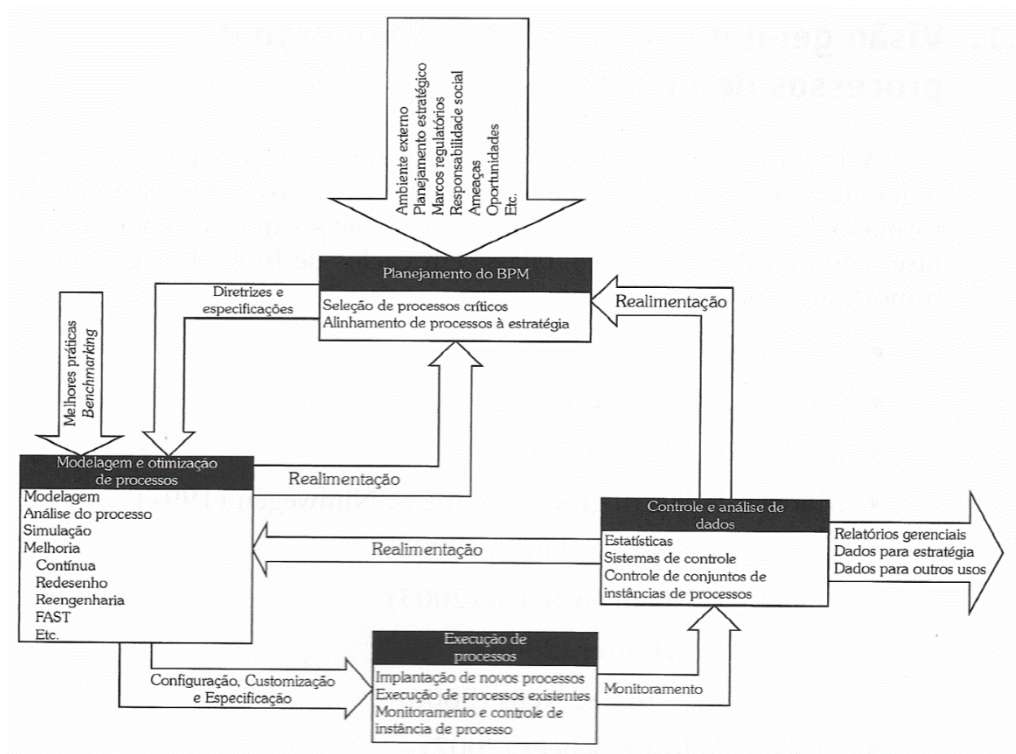 Ambiente externo
Planejamento estratégico
Marcos regulatórios
Responsabilidade social
Ameaças
Oportunidades
Etc.
Planejamento do BPM
Seleção de processos críticos
Alinhamento de processos à estratégia
Diretrizes e
especificações
Realimentação
Melhores práticas
Benchmarking
Modelagem e otimização
de processos
Modelagem
Análise do processo
Simulação
Melhoria
Contínua
Redesenho
Reengenharia
FAST
Etc.
Realimentação
Realimentação
Controle e análise de
dados
Estatísticas
Sistemas de controle
Controle de conjuntos de
instâncias de processos
Relatórios gerenciais
Dados para estratégia
Dados para outros usos
Configuração, Customização
e Especificação
Execução de
processos
Implantação de novos processos
Execução de processos existentes
Monitoramento e controle de
instância de processo
Monitoramento